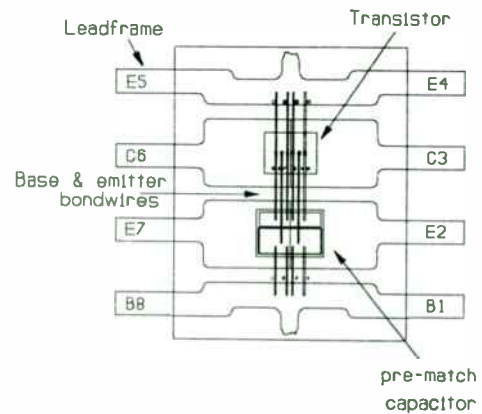 Transistor
Leadframe
E5
E4
C6
C3
Base & emitter
bondwires
E7
E2
B8
B1
pre-match
capacitor